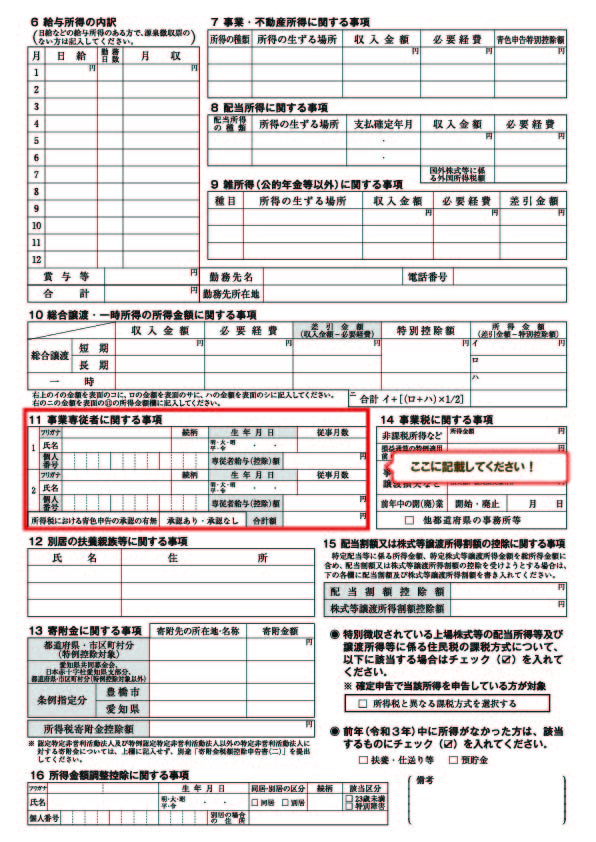 6 給与所得の内訳
(日給などの給与所得のある方で、源泉徴収票の
ない方は記入してください。)
月 日給 勤務日数 月収
1 円 円
2
3
4
5
6
7
8
9
10
11
12
賞与等 円
合計 円
7 事業・不動産所得に関する事項
所得の種類 所得の生ずる場所 収入金額 必要経費 青色申告特別控除額
円 円 円
8 配当所得に関する事項
配当所得の種類 所得の生ずる場所 支払確定年月 収入金額 必要経費
・ 円 円
・
国外株式等に係る外国所得税額 円
9 雑所得(公的年金等以外)に関する事項
種目 所得の生ずる場所 収入金額 必要経費 差引金額
円 円 円
勤務先名 電話番号
勤務先所在地
10 総合譲渡・一時所得の所得金額に関する事項
収入金額 必要経費 差引金額(収入金額−必要経費) 特別控除額 所得金額(差引金額−特別控除額)
総合譲渡 短期 円 円 円 円 イ 円
長期 ロ
一時 ハ
右上のイの金額を表面のコに、ロの金額を表面のサに、ハの金額を表面のシに記入してください。
右のニの金額を表面の の所得金額欄に記入してください。
ニ 合計 イ+[(ロ+ハ)×1/2]
11 事業専従者に関する事項
1 フリガナ 続柄 生年月日 従事月数
氏名 明・大・昭 平・令 ・ ・
個人番号 専従者給与(控除)額 円
2 フリガナ 続柄 生年月日 従事月数
氏名 明・大・昭 平・令 ・ ・
個人番号 専従者給与(控除)額 円
所得税における青色申告の承認の有無 承認あり・承認なし 合計額 円
14 事業税に関する事項
非課税所得など 所得金額 円
損益通算の特例適用
ここに記載してください!
譲渡損失など
前年中の開(廃)業 開始・廃止 月 日
□ 他都道府県の事務所等
12 別居の扶養親族等に関する事項
氏名 住所
15 配当割額又は株式等譲渡所得割額の控除に関する事項
特定配当等に係る所得金額、特定株式等譲渡所得金額を総所得金額に
含め、配当割額又は株式等譲渡所得割額の控除を受けようとする場合は、
下の各欄に配当割額及び株式等譲渡所得割額を書き入れてください。
配当割額控除額 円
株式等譲渡所得割額控除額 円
13 寄附金に関する事項 寄附先の所在地・名称 寄附金額
都道府県・市区町村分(特例控除対象) 円
愛知県共同募金会、
日本赤十字社愛知県支部分、
都道府県・市区町村分(特例控除対象以外)
条例指定分 豊橋市
愛知県
所得税寄附金控除額 円
※ 認定特定非営利活動法人及び特例認定特定非営利活動法人以外の特定非営利活動法人に
対する寄附金については、上欄に記入せず、別途「寄附金税額控除申告書(二)」を提出
してください。
● 特別徴収されている上場株式等の配当所得等及び
譲渡所得等に係る住民税の課税方式について、
以下に該当する場合はチェック(☑)を入れて
ください。
※ 確定申告で当該所得を申告している方が対象
□ 所得税と異なる課税方式を選択する
● 前年(令和3年)中に所得がなかった方は、該当
するものにチェック(☑)を入れてください。
□ 扶養・仕送り等 □ 預貯金
16 所得金額調整控除に関する事項
フリガナ 生年月日 同居・別居の区分 続柄 該当区分
氏名 明・大・昭 平・令 ・ ・ □ 同居 □ 別居 □ 23歳未満 □ 特別障害
個人番号 別居の場合の住所
備考